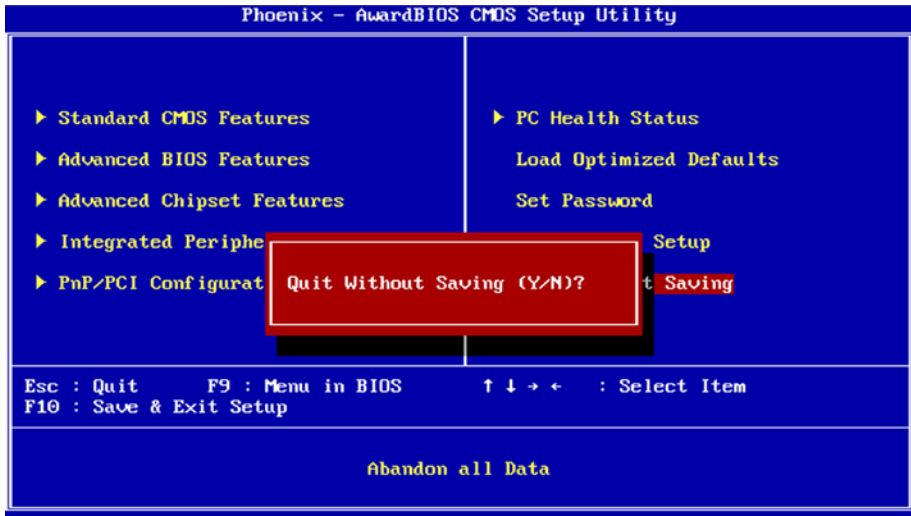 Phoenix - AwardBIOS CMOS Setup Utility
Standard CMOS Features
Advanced BIOS Features
Advanced Chipset Features
Integrated Periphe
PnP/PCI Configurat
PC Health Status
Load Optimized Defaults
Set Password
Setup
t Saving
Quit Without Saving (Y/N)?
Esc : Quit F9 : Menu in BIOS ↑ ↓ → ← : Select Item
F10 : Save & Exit Setup
Abandon all Data